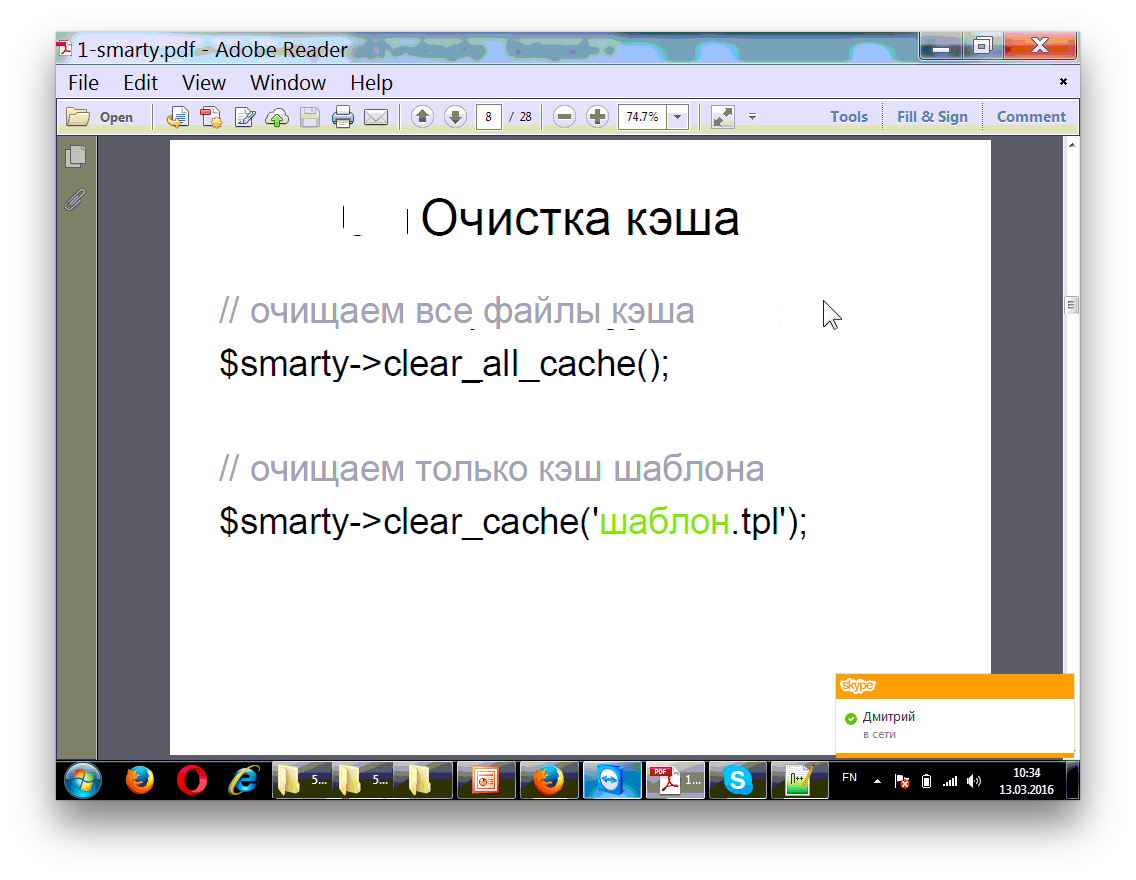 1-smarty.pdf - Adobe Reader
File Edit View Window Help
Open 8 / 28 74.7% Tools Fill & Sign Comment
Очистка кэша
// очищаем все файлы кэша
$smarty->clear_all_cache();
// очищаем только кэш шаблона
$smarty->clear_cache('шаблон.tpl');
skype
Дмитрий
в сети
5... 5... PDF 1... EN 10:34
13.03.2016